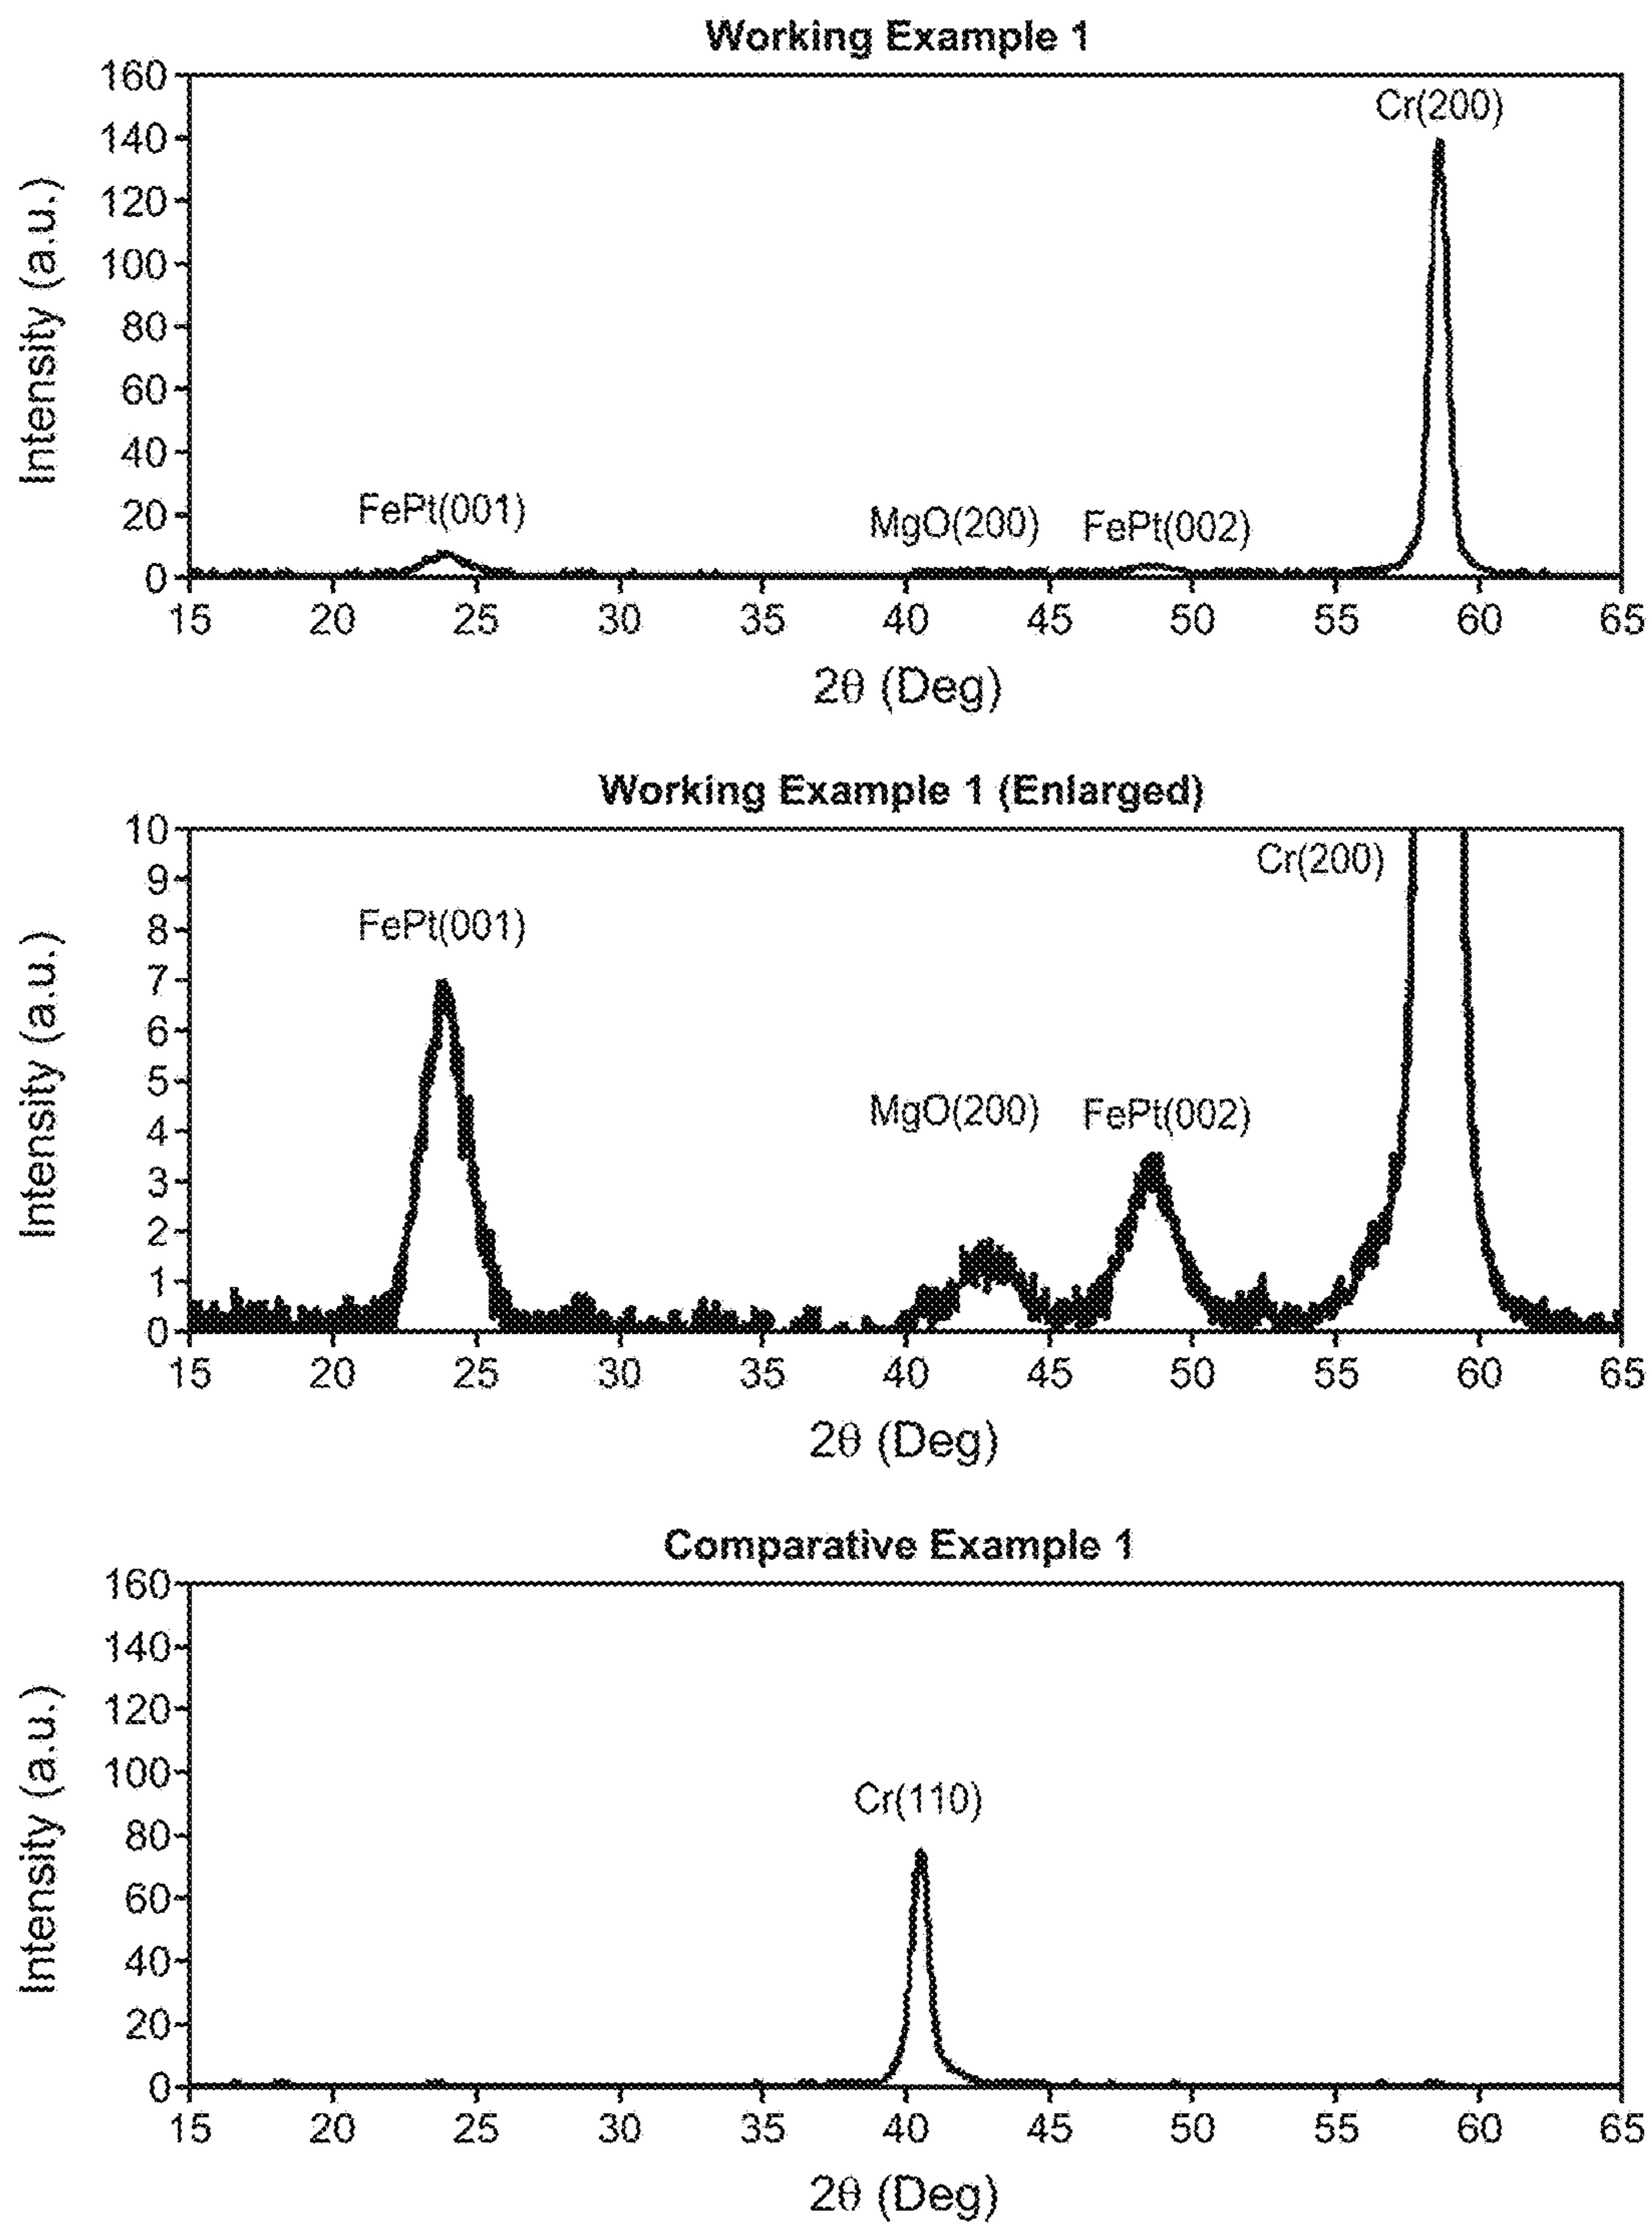 Working Example 1
160
140
120
100
80
60
40
20
0
Intensity (a.u.)
FePt(001)
MgO(200)
FePt(002)
Cr(200)
15 20 25 30 35 40 45 50 55 60 65
2θ (Deg)
Working Example 1 (Enlarged)
10
9
8
7
6
5
4
3
2
1
0
Intensity (a.u.)
FePt(001)
MgO(200)
FePt(002)
Cr(200)
15 20 25 30 35 40 45 50 55 60 65
2θ (Deg)
Comparative Example 1
160
140
120
100
80
60
40
20
0
Intensity (a.u.)
Cr(110)
15 20 25 30 35 40 45 50 55 60 65
2θ (Deg)